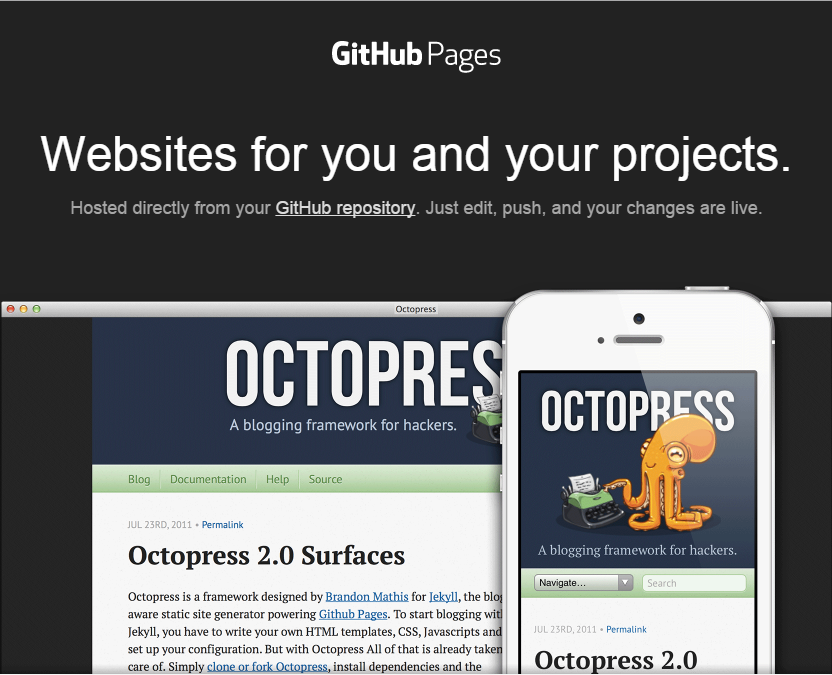 GitHub Pages
Websites for you and your projects.
Hosted directly from your GitHub repository. Just edit, push, and your changes are live.
Octopress
OCTOPRES
A blogging framework for hackers.
Blog Documentation Help Source
JUL 23RD, 2011 • Permalink
Octopress 2.0 Surfaces
Octopress is a framework designed by Brandon Mathis for Jekyll, the blog
aware static site generator powering Github Pages. To start blogging with
Jekyll, you have to write your own HTML templates, CSS, Javascripts and
set up your configuration. But with Octopress All of that is already taken
care of. Simply clone or fork Octopress, install dependencies and the
OCTOPRESS
A blogging framework for hackers.
Navigate... Search
JUL 23RD, 2011 • Permalink
Octopress 2.0